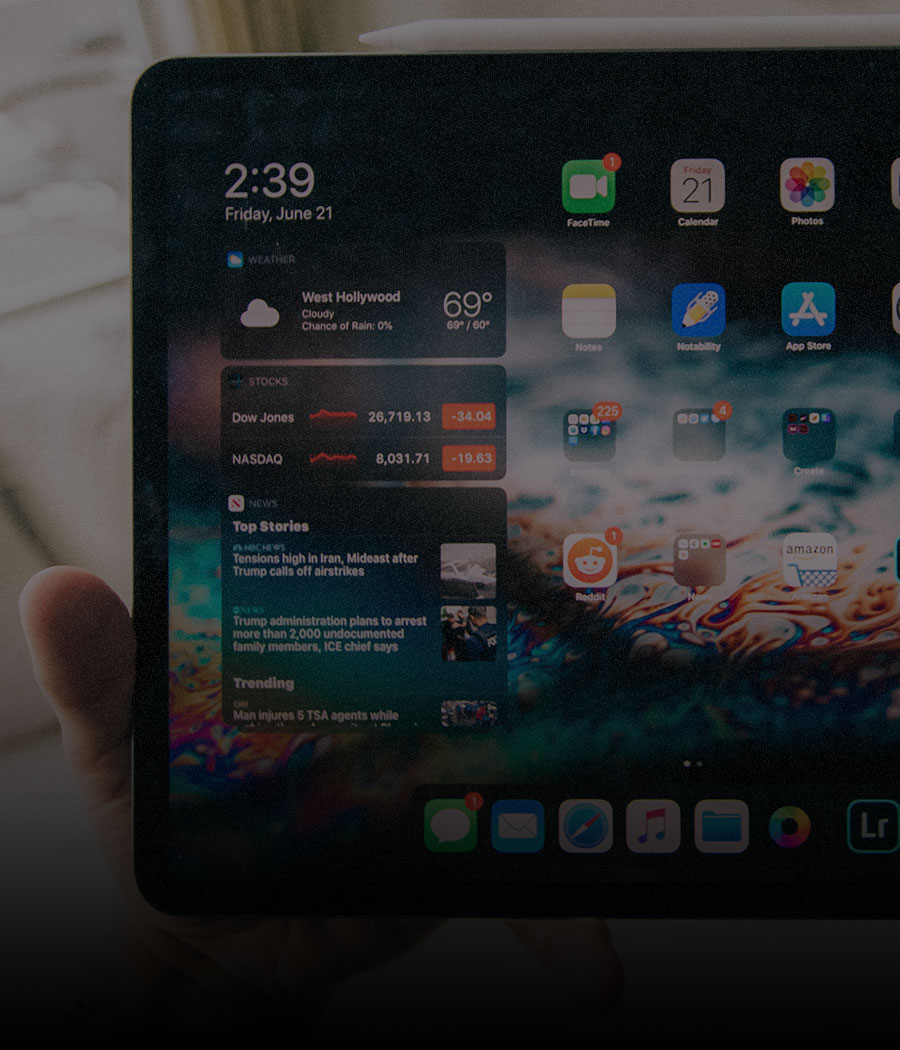 2:39
Friday, June 21
WEATHER
West Hollywood
Cloudy
Chance of Rain: 0%
69°
69° / 60°
STOCKS
Dow Jones 26,719.13 -34.04
NASDAQ 8,031.71 -19.63
NEWS
Top Stories
NBC NEWS
Tensions high in Iran, Mideast after
Trump calls off airstrikes
NEWS
Trump administration plans to arrest
more than 2,000 undocumented
family members, ICE chief says
Trending
Man injures 5 TSA agents while
1
FaceTime
Friday
21
Calendar
Photos
Notes
Notability
App Store
225
4
Create
1
Reddit
amazon
1
Lr